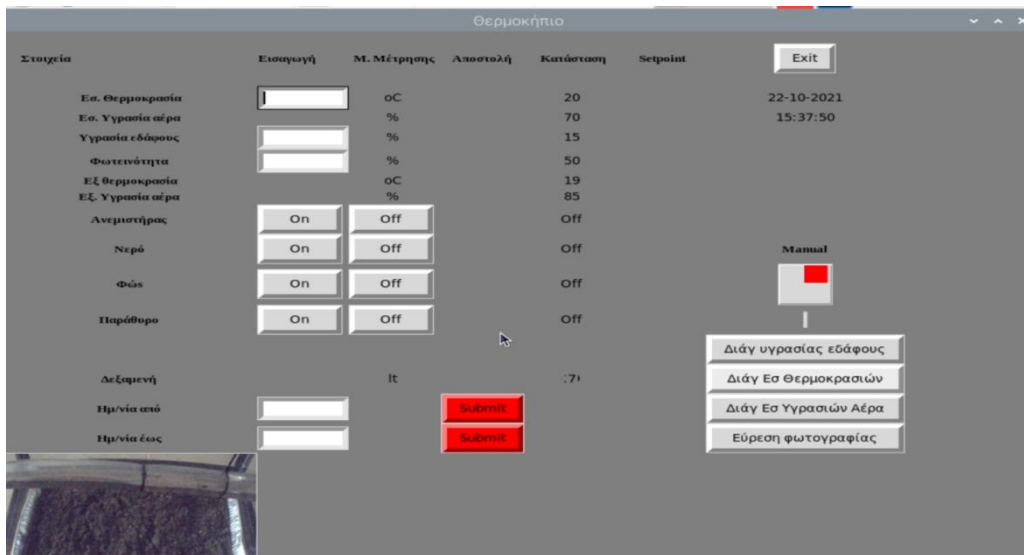 Θερμοκήπιο
Στοιχεία Εισαγωγή Μ. Μέτρησης Αποστολή Κατάσταση Setpoint Exit
Εσ. Θερμοκρασία oC 20 22-10-2021
Εσ. Υγρασία αέρα % 70 15:37:50
Υγρασία εδάφους % 15
Φωτεινότητα % 50
Εξ θερμοκρασία oC 19
Εξ. Υγρασία αέρα % 85
Ανεμιστήρας On Off Off
Νερό On Off Off Manual
Φώs On Off Off
Παράθυρο On Off Off
Διάγ υγρασίας εδάφους
Δεξαμενή lt Διάγ Εσ Θερμοκρασιών
Ημ/νία από Submit Διάγ Εσ Υγρασιών Αέρα
Ημ/νία έως Submit Εύρεση φωτογραφίας